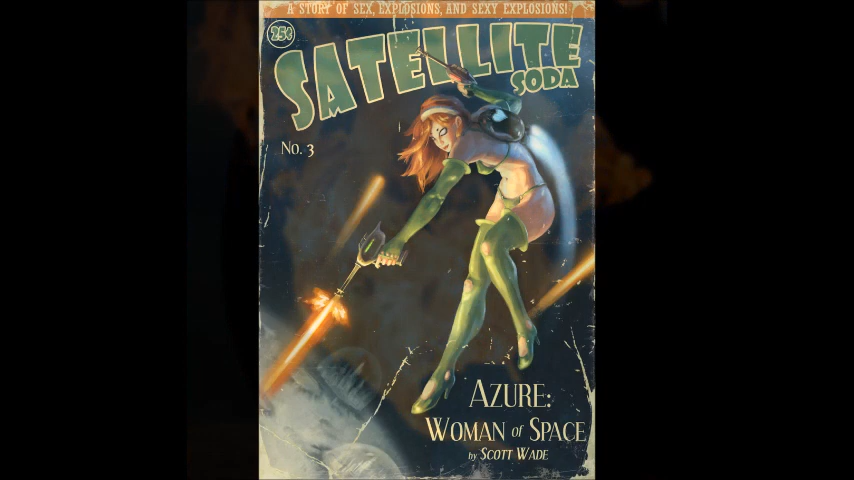 A STORY OF SEX, EXPLOSIONS, AND SEXY EXPLOSIONS!
25¢
SATELLITE
SODA
No. 3
AZURE:
WOMAN of SPACE
by SCOTT WADE